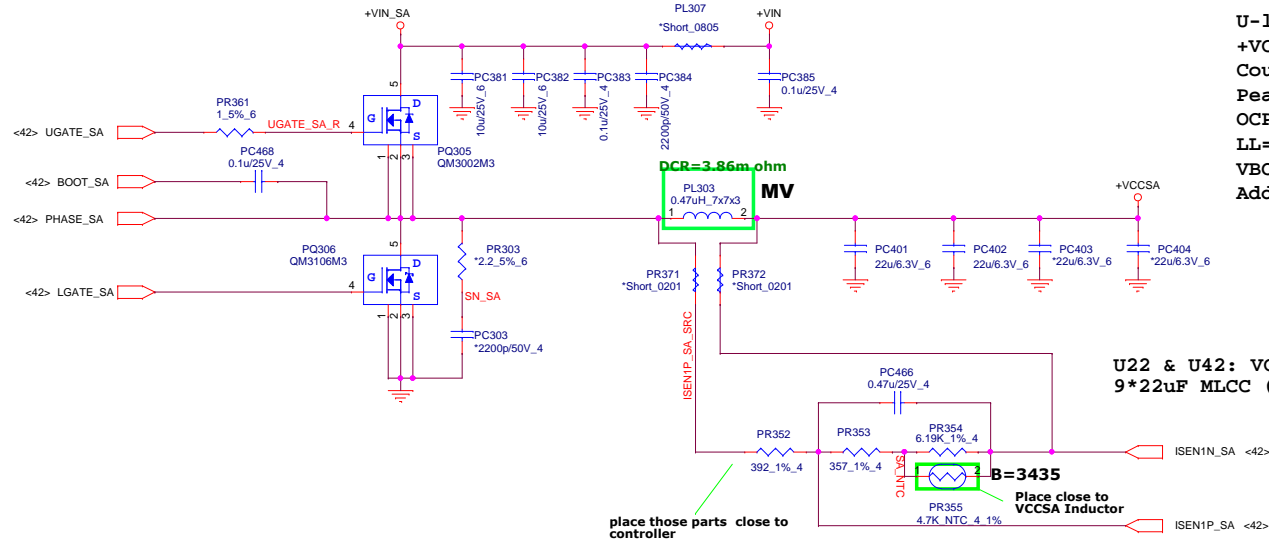 +VIN_SA
PL307
*Short_0805
+VIN
U-1
+VC
Cou
Pea
OCP
LL=
VBO
Add
5
PC381
10u/25V_6
PC382
10u/25V_6
PC383
0.1u/25V_4
PC384
2200p/50V_4
PC385
0.1u/25V_4
PR361
1_5%_6
<42> UGATE_SA
UGATE_SA_R
4
G
D
S
PQ305
QM3002M3
1
2
3
PC468
0.1u/25V_4
<42> BOOT_SA
<42> PHASE_SA
DCR=3.86m ohm
PL303
0.47uH_7x7x3
1
2
MV
+VCCSA
PC401
22u/6.3V_6
PC402
22u/6.3V_6
PC403
*22u/6.3V_6
PC404
*22u/6.3V_6
PQ306
QM3106M3
5
G
D
S
4
<42> LGATE_SA
1
2
3
PR303
*2.2_5%_6
SN_SA
PC303
*2200p/50V_4
PR371
*Short_0201
PR372
*Short_0201
ISEN1P_SA_SRC
U22 & U42: VC
9*22uF MLCC (
PC466
0.47u/25V_4
PR352
392_1%_4
PR353
357_1%_4
PR354
6.19K_1%_4
SA_NTC
1
2
B=3435
PR355
4.7K_NTC_4_1%
Place close to
VCCSA Inductor
ISEN1N_SA <42>
ISEN1P_SA <42>
place those parts close to
controller